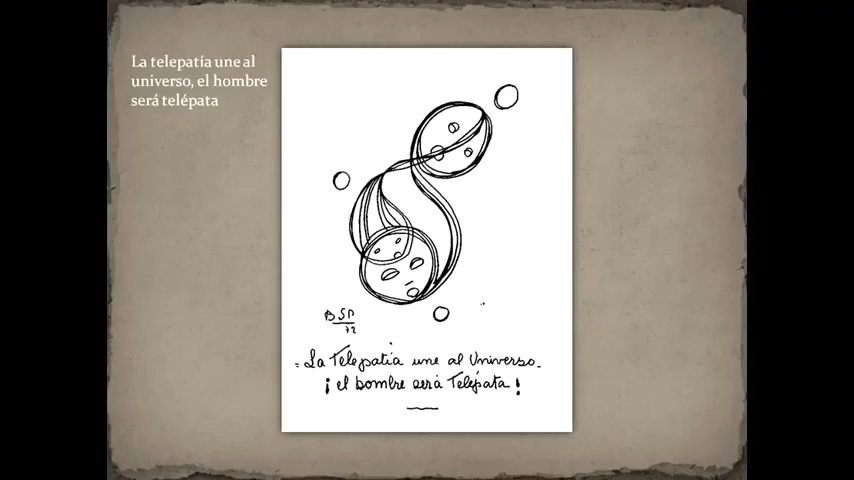 La telepatía une al
universo, el hombre
será telépata
BSP
72
"La Telepatia une al Universo.
¡ el bombre será Telépata !